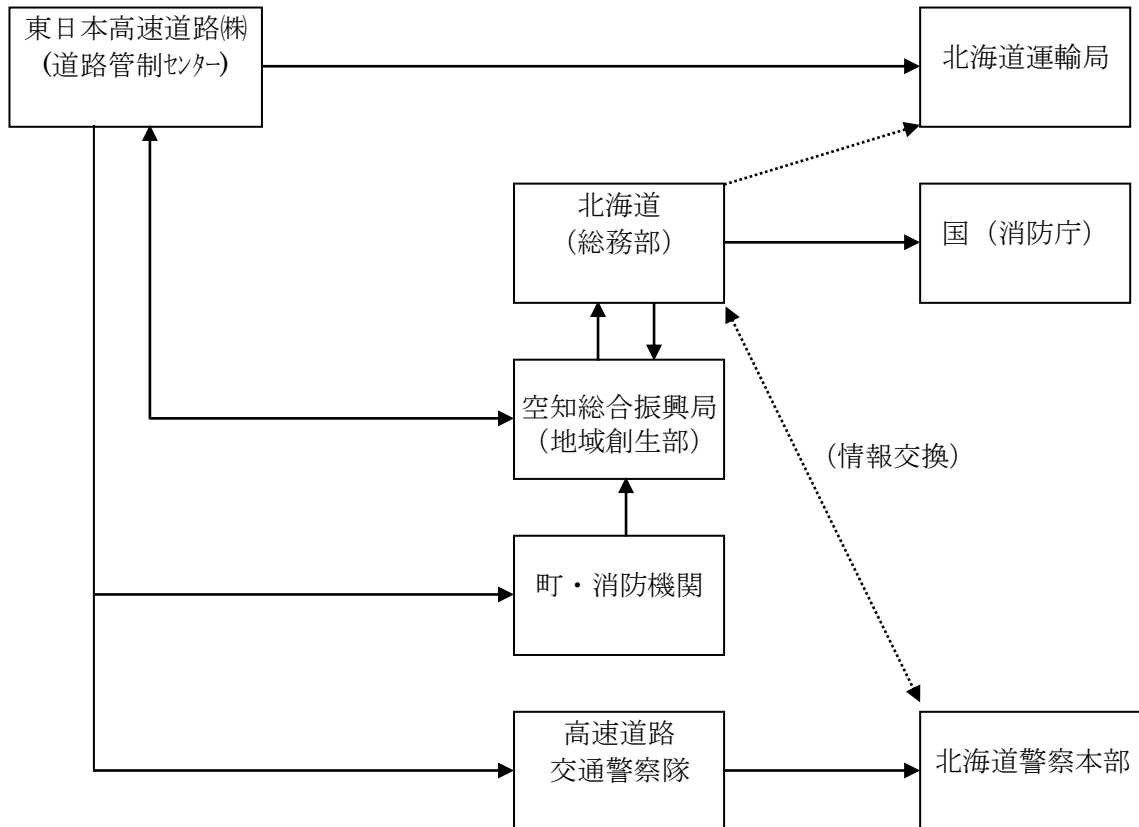 東日本高速道路㈱
(道路管制ｾﾝﾀｰ)
北海道運輸局
北海道
（総務部）
国（消防庁）
空知総合振興局
（地域創生部）
（情報交換）
町・消防機関
高速道路
交通警察隊
北海道警察本部